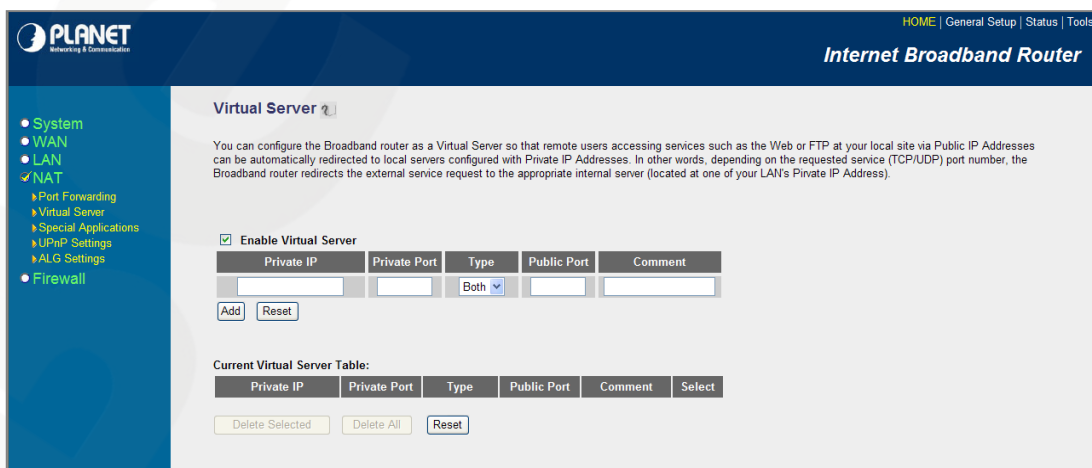 PLANET
Networking & Communication
HOME | General Setup | Status | Tools
Internet Broadband Router
System
WAN
LAN
NAT
Port Forwarding
Virtual Server
Special Applications
UPnP Settings
ALG Settings
Firewall
Virtual Server
You can configure the Broadband router as a Virtual Server so that remote users accessing services such as the Web or FTP at your local site via Public IP Addresses
can be automatically redirected to local servers configured with Private IP Addresses. In other words, depending on the requested service (TCP/UDP) port number, the
Broadband router redirects the external service request to the appropriate internal server (located at one of your LAN's Private IP Address).
Enable Virtual Server
Private IP Private Port Type Public Port Comment
Both
Add Reset
Current Virtual Server Table:
Private IP Private Port Type Public Port Comment Select
Delete Selected Delete All Reset